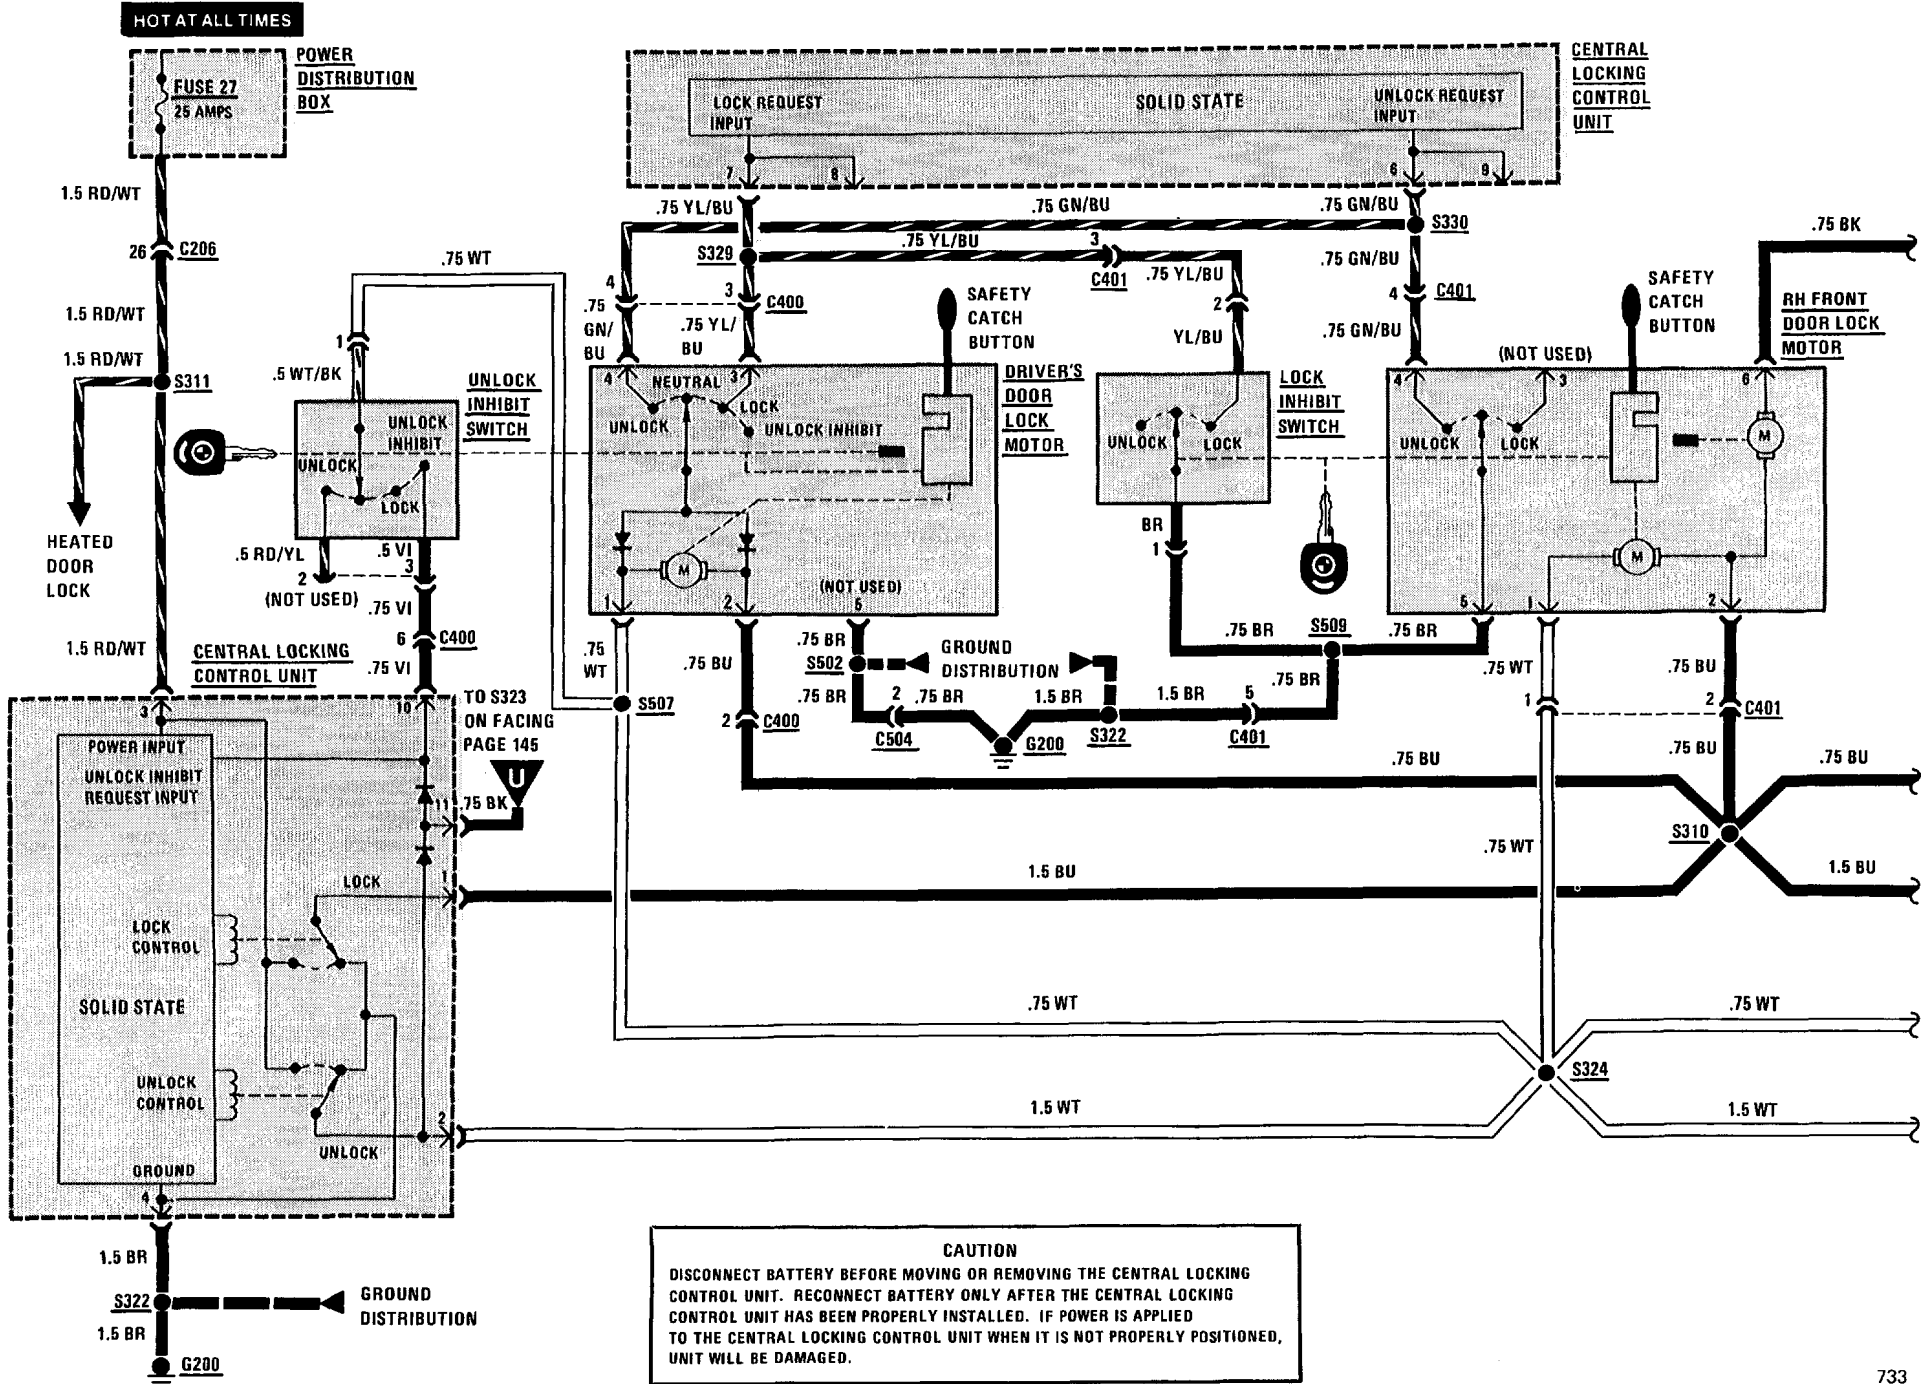 HOT AT ALL TIMES
POWER
DISTRIBUTION
BOX
FUSE 27
25 AMPS
1.5 RD/WT
26
C206
1.5 RD/WT
1.5 RD/WT
S311
HEATED
DOOR
LOCK
1.5 RD/WT
CENTRAL
LOCKING
CONTROL
UNIT
LOCK REQUEST
INPUT
SOLID STATE
UNLOCK REQUEST
INPUT
7
8
6
9
.75 YL/BU
.75 GN/BU
.75 GN/BU
S330
S329
.75 YL/BU
3
C401
.75 YL/BU
.75 GN/BU
.75 BK
.75 WT
4
.75
GN/
BU
3
C400
.75 YL/
BU
2
YL/BU
4
C401
.75 GN/BU
1
.5 WT/BK
UNLOCK
INHIBIT
SWITCH
UNLOCK
INHIBIT
UNLOCK
LOCK
.5 RD/YL
2
(NOT USED)
.5 VI
3
.75 VI
6
C400
.75 VI
SAFETY
CATCH
BUTTON
DRIVER'S
DOOR
LOCK
MOTOR
4
NEUTRAL
3
LOCK
UNLOCK
UNLOCK INHIBIT
M
(NOT USED)
1
2
5
LOCK
INHIBIT
SWITCH
UNLOCK
LOCK
BR
1
SAFETY
CATCH
BUTTON
RH FRONT
DOOR LOCK
MOTOR
(NOT USED)
4
3
6
UNLOCK
LOCK
M
M
5
1
2
.75
WT
.75 BU
.75 BR
S502
GROUND
DISTRIBUTION
.75 BR
2
.75 BR
C504
G200
1.5 BR
S322
1.5 BR
5
C401
.75 BR
.75 BR
S509
.75 BR
S507
2
C400
.75 WT
1
.75 BU
2
C401
.75 BU
.75 BU
.75 BU
S310
.75 WT
1.5 BU
1.5 BU
CENTRAL LOCKING
CONTROL UNIT
3
10
TO S323
ON FACING
PAGE 145
U
POWER INPUT
UNLOCK INHIBIT
REQUEST INPUT
11
.75 BK
1
LOCK
LOCK
CONTROL
SOLID STATE
UNLOCK
CONTROL
2
UNLOCK
GROUND
4
.75 WT
.75 WT
S324
1.5 WT
1.5 WT
1.5 BR
S322
GROUND
DISTRIBUTION
1.5 BR
G200
CAUTION
DISCONNECT BATTERY BEFORE MOVING OR REMOVING THE CENTRAL LOCKING
CONTROL UNIT. RECONNECT BATTERY ONLY AFTER THE CENTRAL LOCKING
CONTROL UNIT HAS BEEN PROPERLY INSTALLED. IF POWER IS APPLIED
TO THE CENTRAL LOCKING CONTROL UNIT WHEN IT IS NOT PROPERLY POSITIONED,
UNIT WILL BE DAMAGED.
733